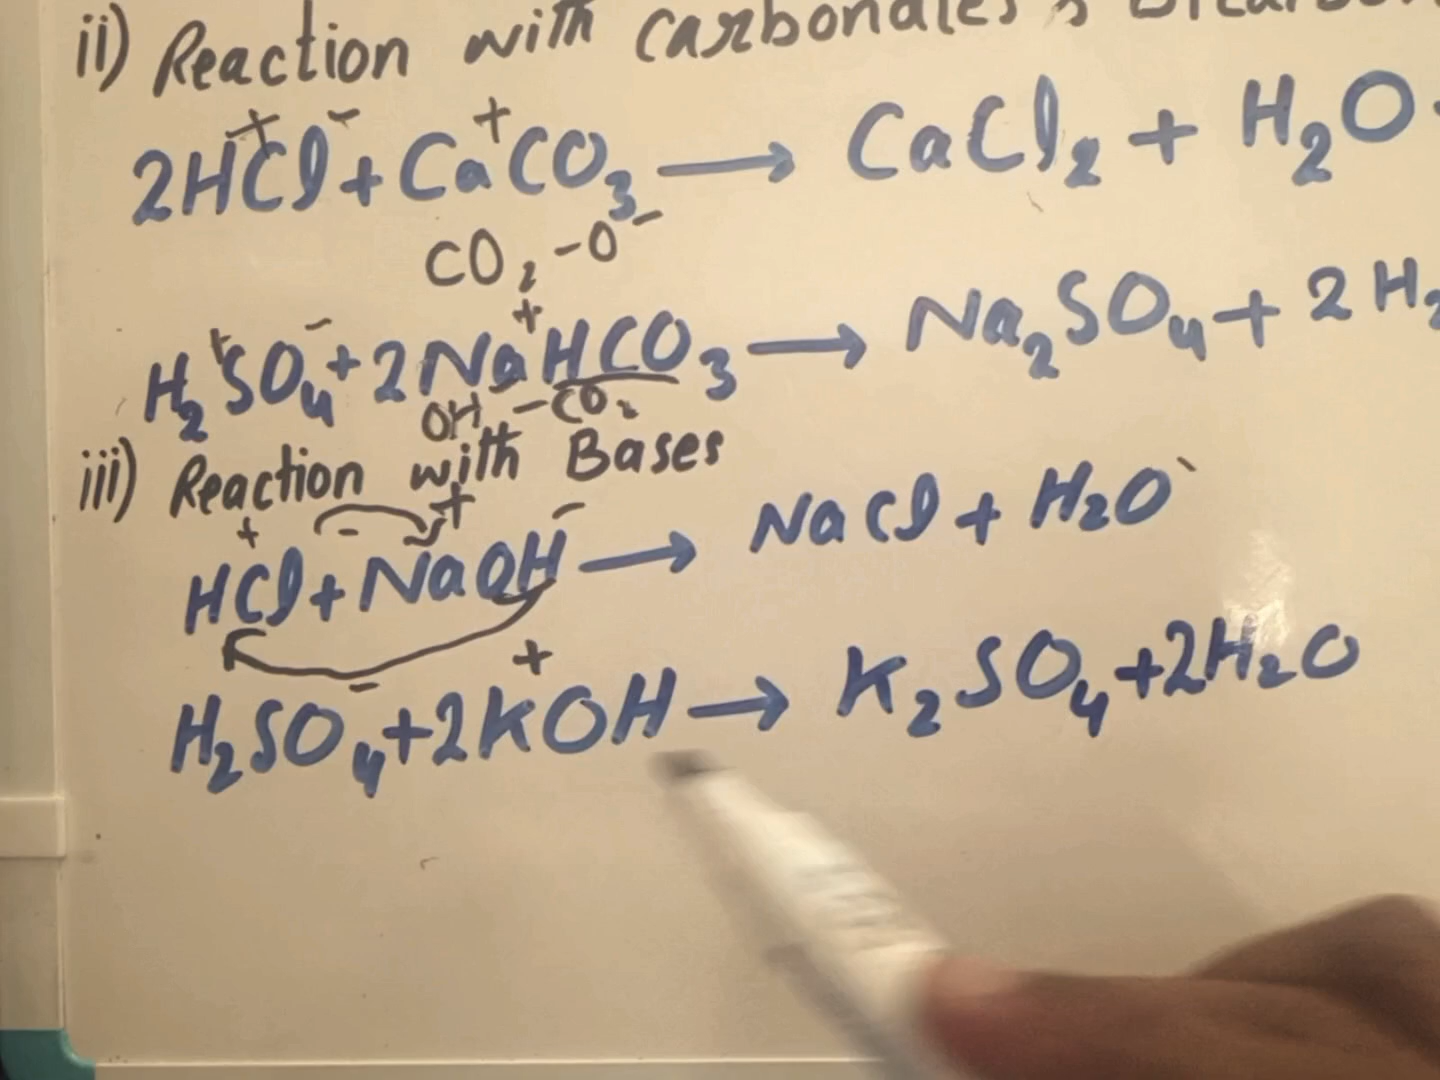 ii) Reaction with Carbonates &
+ - +
2HCl + CaCO3 → CaCl2 + H2O
CO2 -O-
+ - +
H2SO4 + 2NaHCO3 → Na2SO4 + 2H2
OH -CO2
iii) Reaction with Bases
+ - + -
HCl + NaOH → NaCl + H2O
- +
H2SO4 + 2KOH → K2SO4 + 2H2O